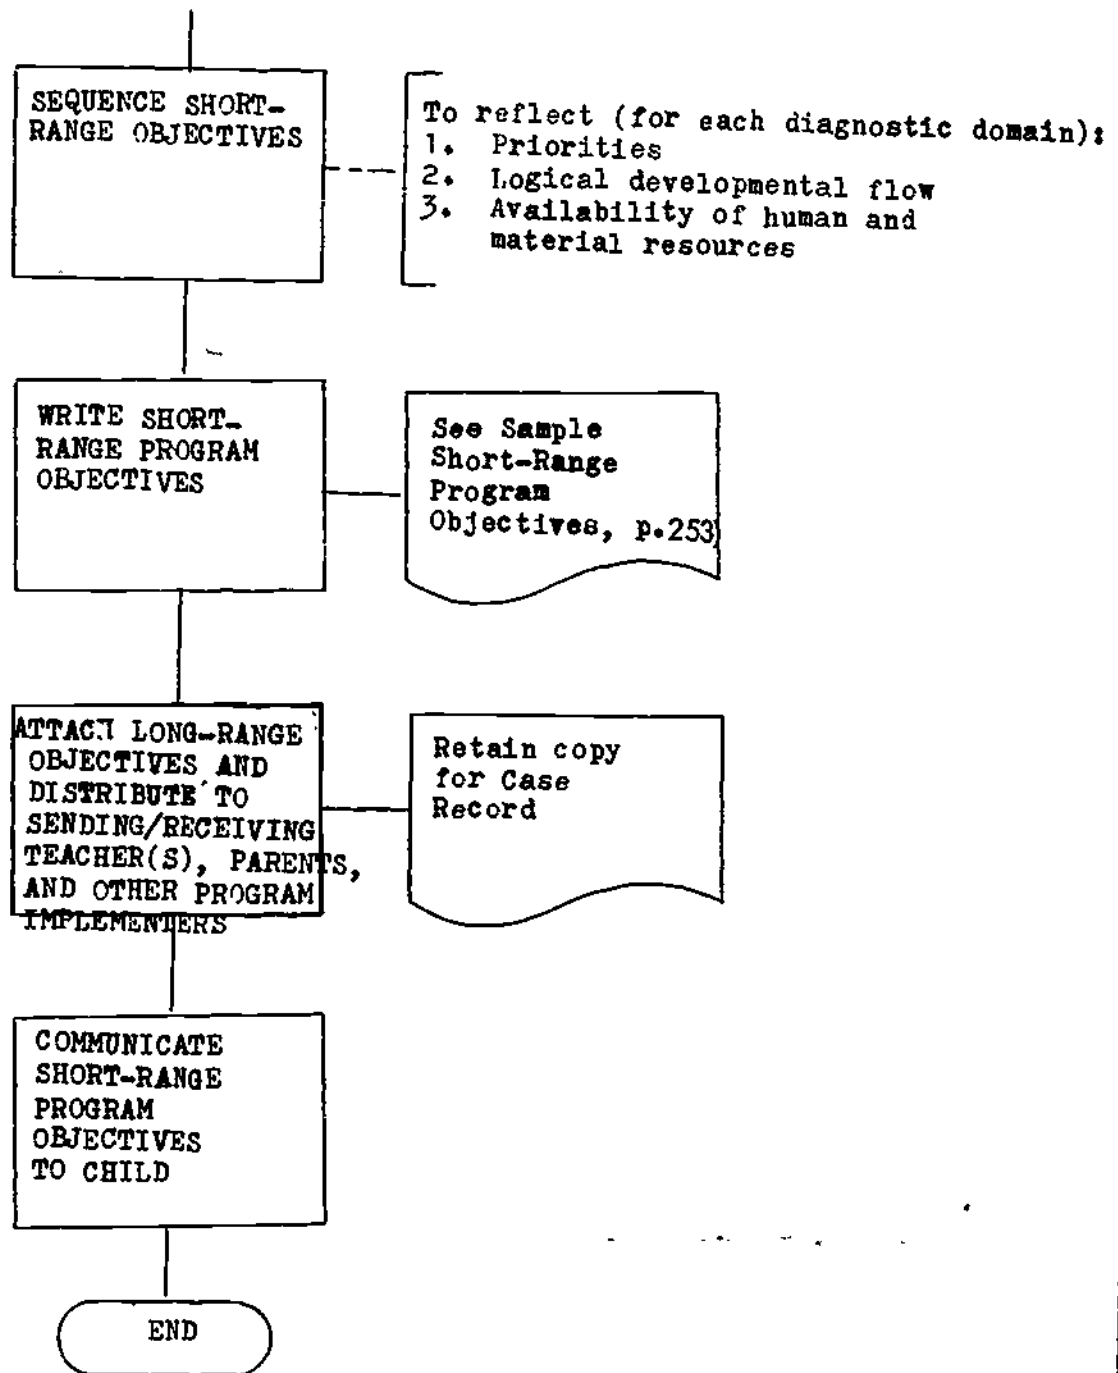 SEQUENCE SHORT-
RANGE OBJECTIVES
To reflect (for each diagnostic domain):
1. Priorities
2. Logical developmental flow
3. Availability of human and
material resources
WRITE SHORT-
RANGE PROGRAM
OBJECTIVES
See Sample
Short-Range
Program
Objectives, p.253
ATTACH LONG-RANGE
OBJECTIVES AND
DISTRIBUTE TO
SENDING/RECEIVING
TEACHER(S), PARENTS,
AND OTHER PROGRAM
IMPLEMENTERS
Retain copy
for Case
Record
COMMUNICATE
SHORT-RANGE
PROGRAM
OBJECTIVES
TO CHILD
END